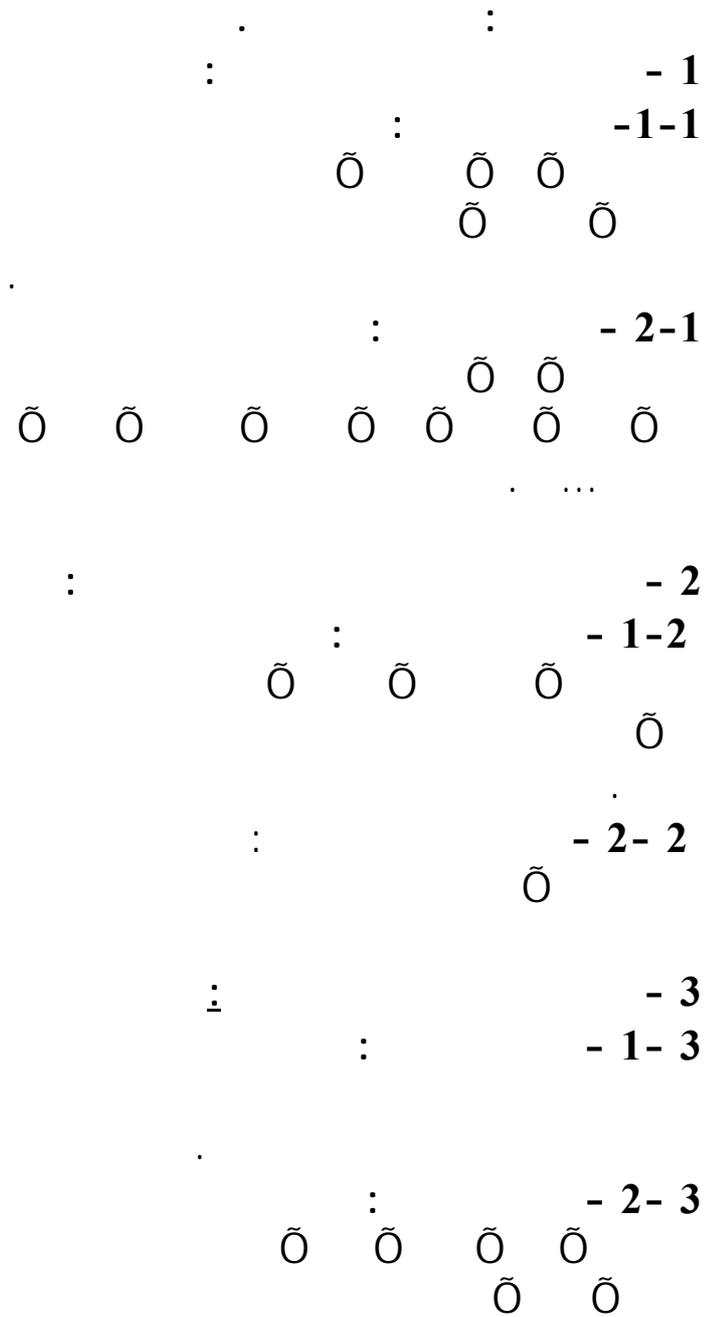 : .
- 1 :
-1-1 :
Õ Õ Õ
Õ Õ
.
- 2-1 :
Õ Õ
Õ Õ Õ Õ Õ Õ Õ
... .
- 2 :
- 1-2 :
Õ Õ Õ
Õ
.
- 2- 2 :
Õ
- 3 :
- 1- 3 :
.
- 2- 3 :
Õ Õ Õ Õ
Õ Õ